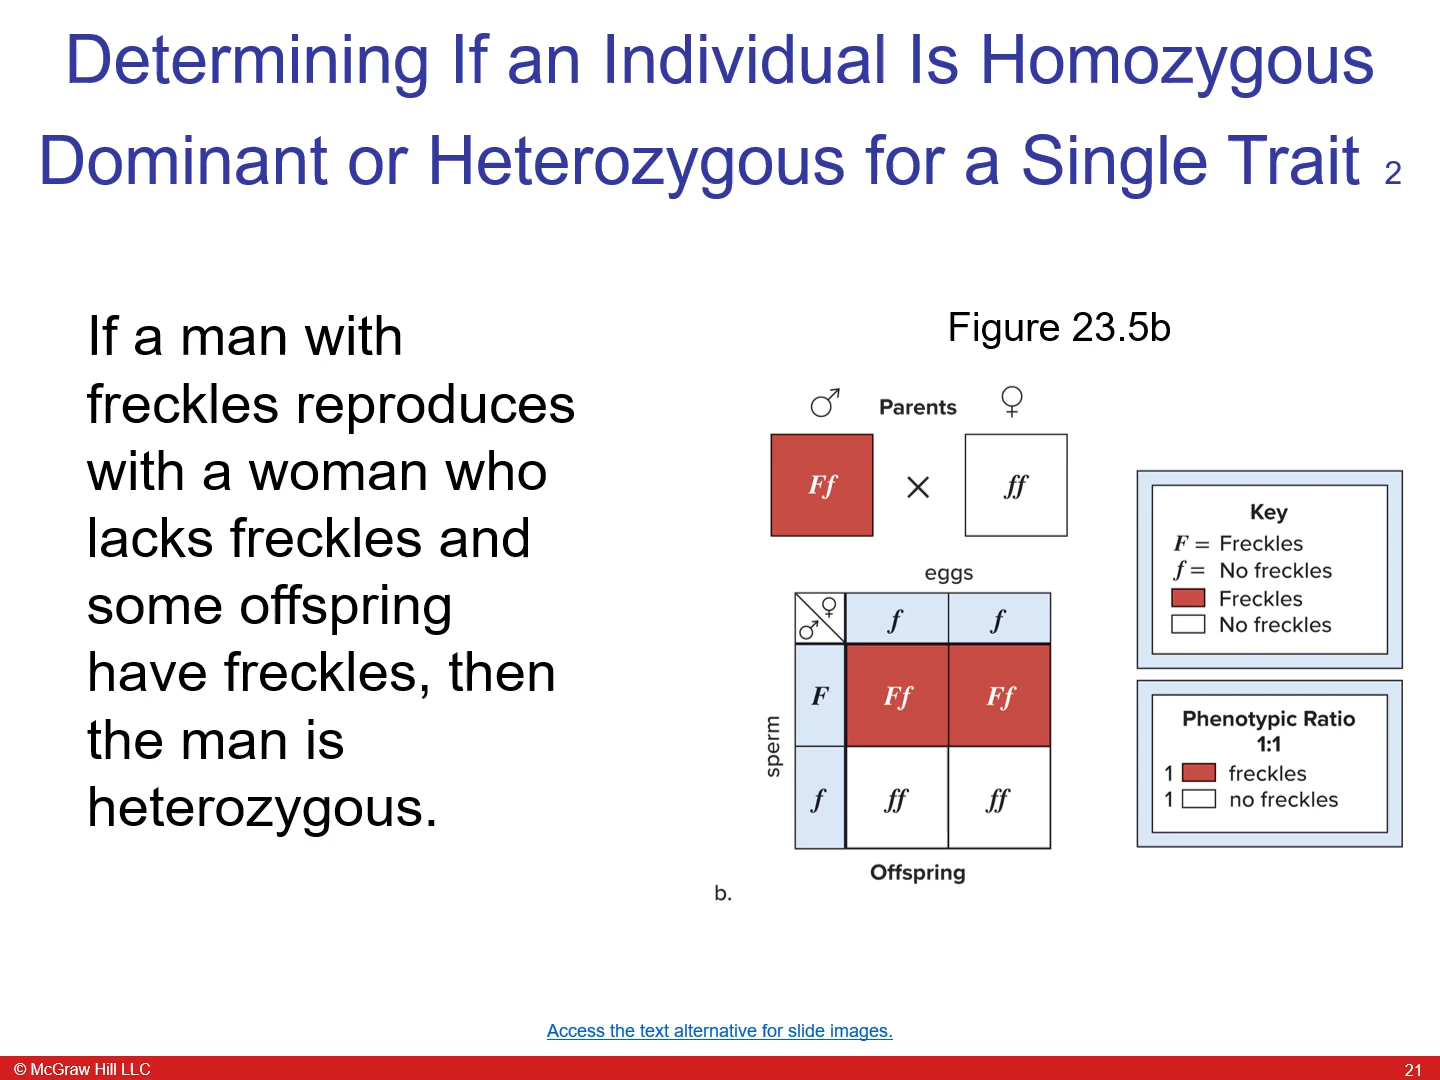 Determining If an Individual Is Homozygous
Dominant or Heterozygous for a Single Trait 2
If a man with
freckles reproduces
with a woman who
lacks freckles and
some offspring
have freckles, then
the man is
heterozygous.
Figure 23.5b
♂ Parents ♀
Ff × ff
eggs
♀ f f
♂
sperm
F Ff Ff
f ff ff
Offspring
b.
Key
F = Freckles
f = No freckles
Freckles
No freckles
Phenotypic Ratio
1:1
1 freckles
1 no freckles
Access the text alternative for slide images.
© McGraw Hill LLC
21